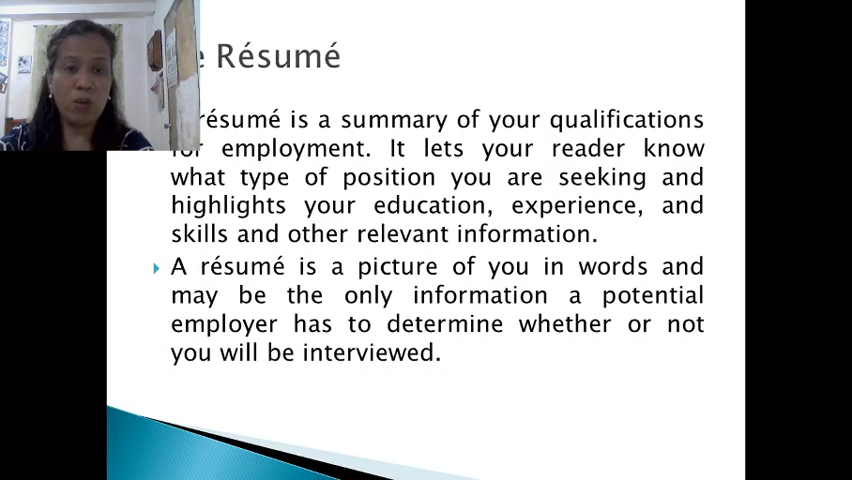 Résumé
résumé is a summary of your qualifications
for employment. It lets your reader know
what type of position you are seeking and
highlights your education, experience, and
skills and other relevant information.
A résumé is a picture of you in words and
may be the only information a potential
employer has to determine whether or not
you will be interviewed.